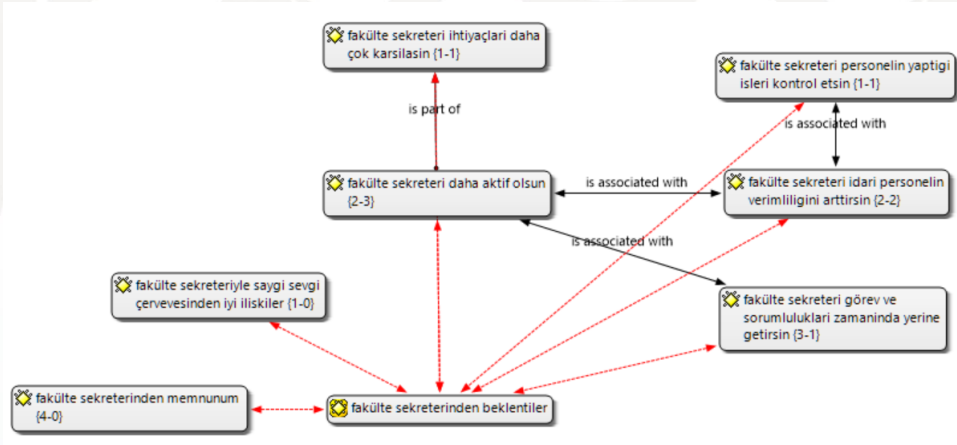 fakülte sekreteri ihtiyaçlari daha
çok karsilasin {1-1}
fakülte sekreteri personelin yaptigi
isleri kontrol etsin {1-1}
is part of
is associated with
fakülte sekreteri daha aktif olsun
{2-3}
is associated with
fakülte sekreteri idari personelin
verimliligini arttirsin {2-2}
is associated with
fakülte sekreteriyle saygi sevgi
çervevesinden iyi iliskiler {1-0}
fakülte sekreteri görev ve
sorumluluklari zamaninda yerine
getirsin {3-1}
fakülte sekreterinden memnunum
{4-0}
fakülte sekreterinden beklentiler